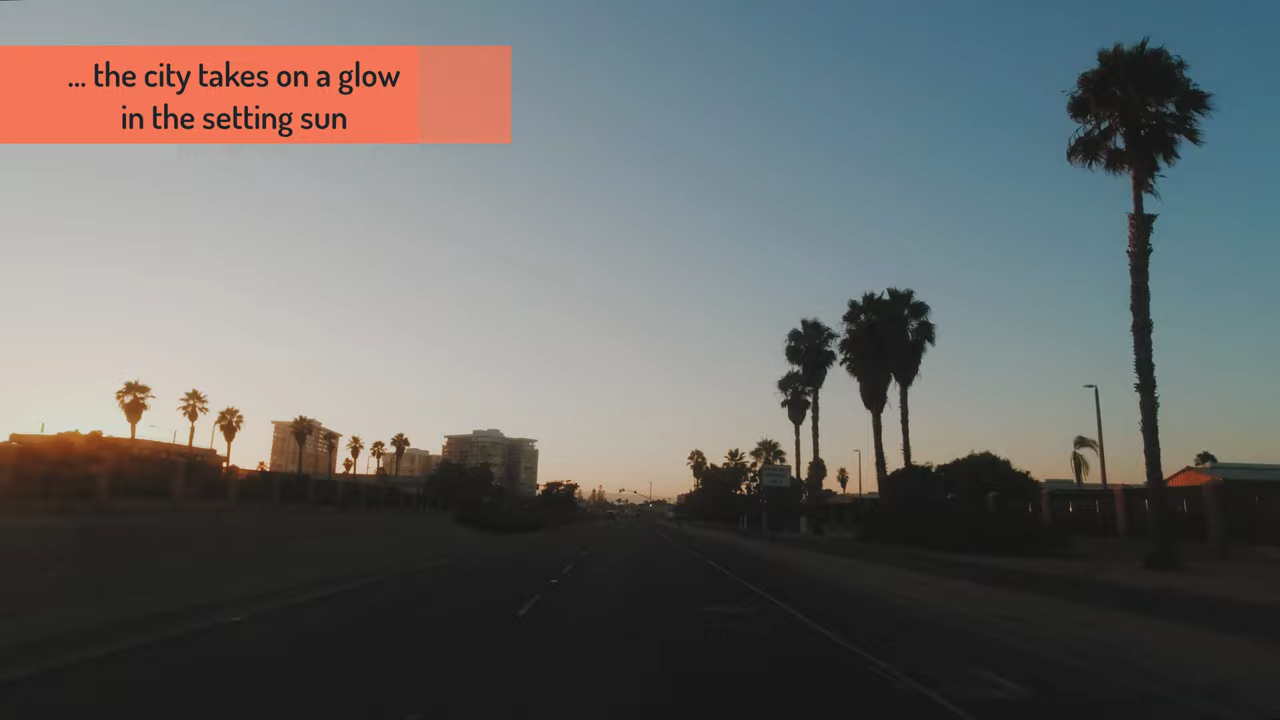 ... the city takes on a glow
in the setting sun